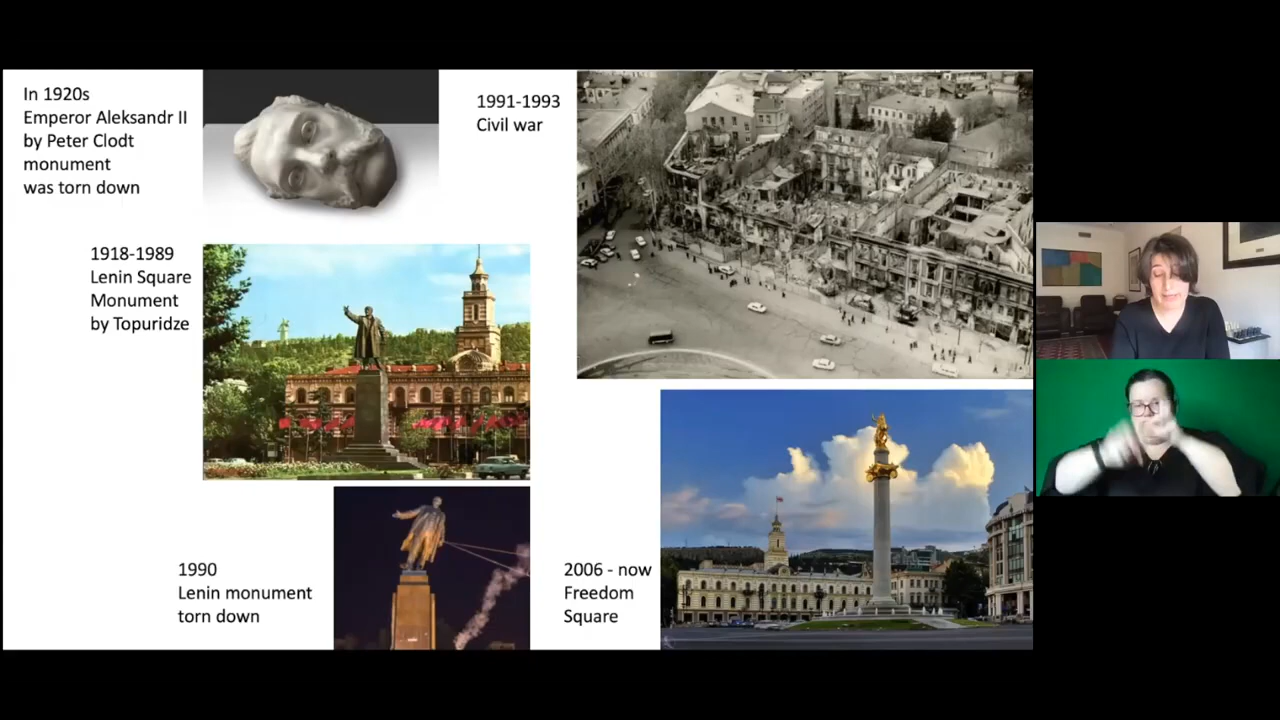 In 1920s
Emperor Aleksandr II
by Peter Clodt
monument
was torn down
1918-1989
Lenin Square
Monument
by Topuridze
1990
Lenin monument
torn down
1991-1993
Civil war
2006 - now
Freedom
Square